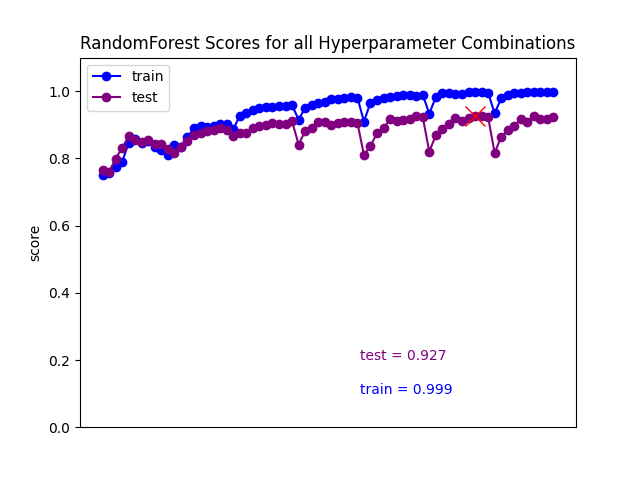 RandomForest Scores for all Hyperparameter Combinations
train
test
score
1.0
0.8
0.6
0.4
0.2
0.0
test = 0.927
train = 0.999